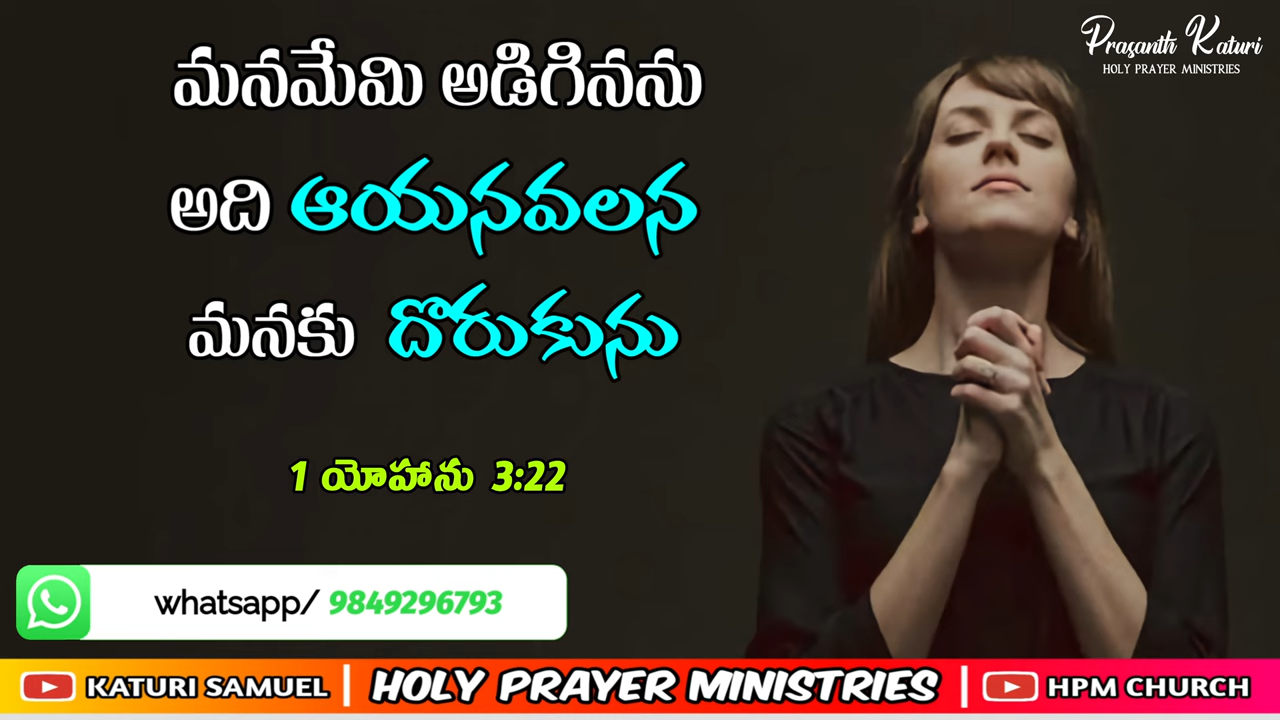 Prasanth Katuri
HOLY PRAYER MINISTRIES
మనమేమి అడిగినను
అది ఆయనవలన
మనకు దొరుకును
1 యోహాను 3:22
whatsapp/ 9849296793
KATURI SAMUEL | HOLY PRAYER MINISTRIES | HPM CHURCH